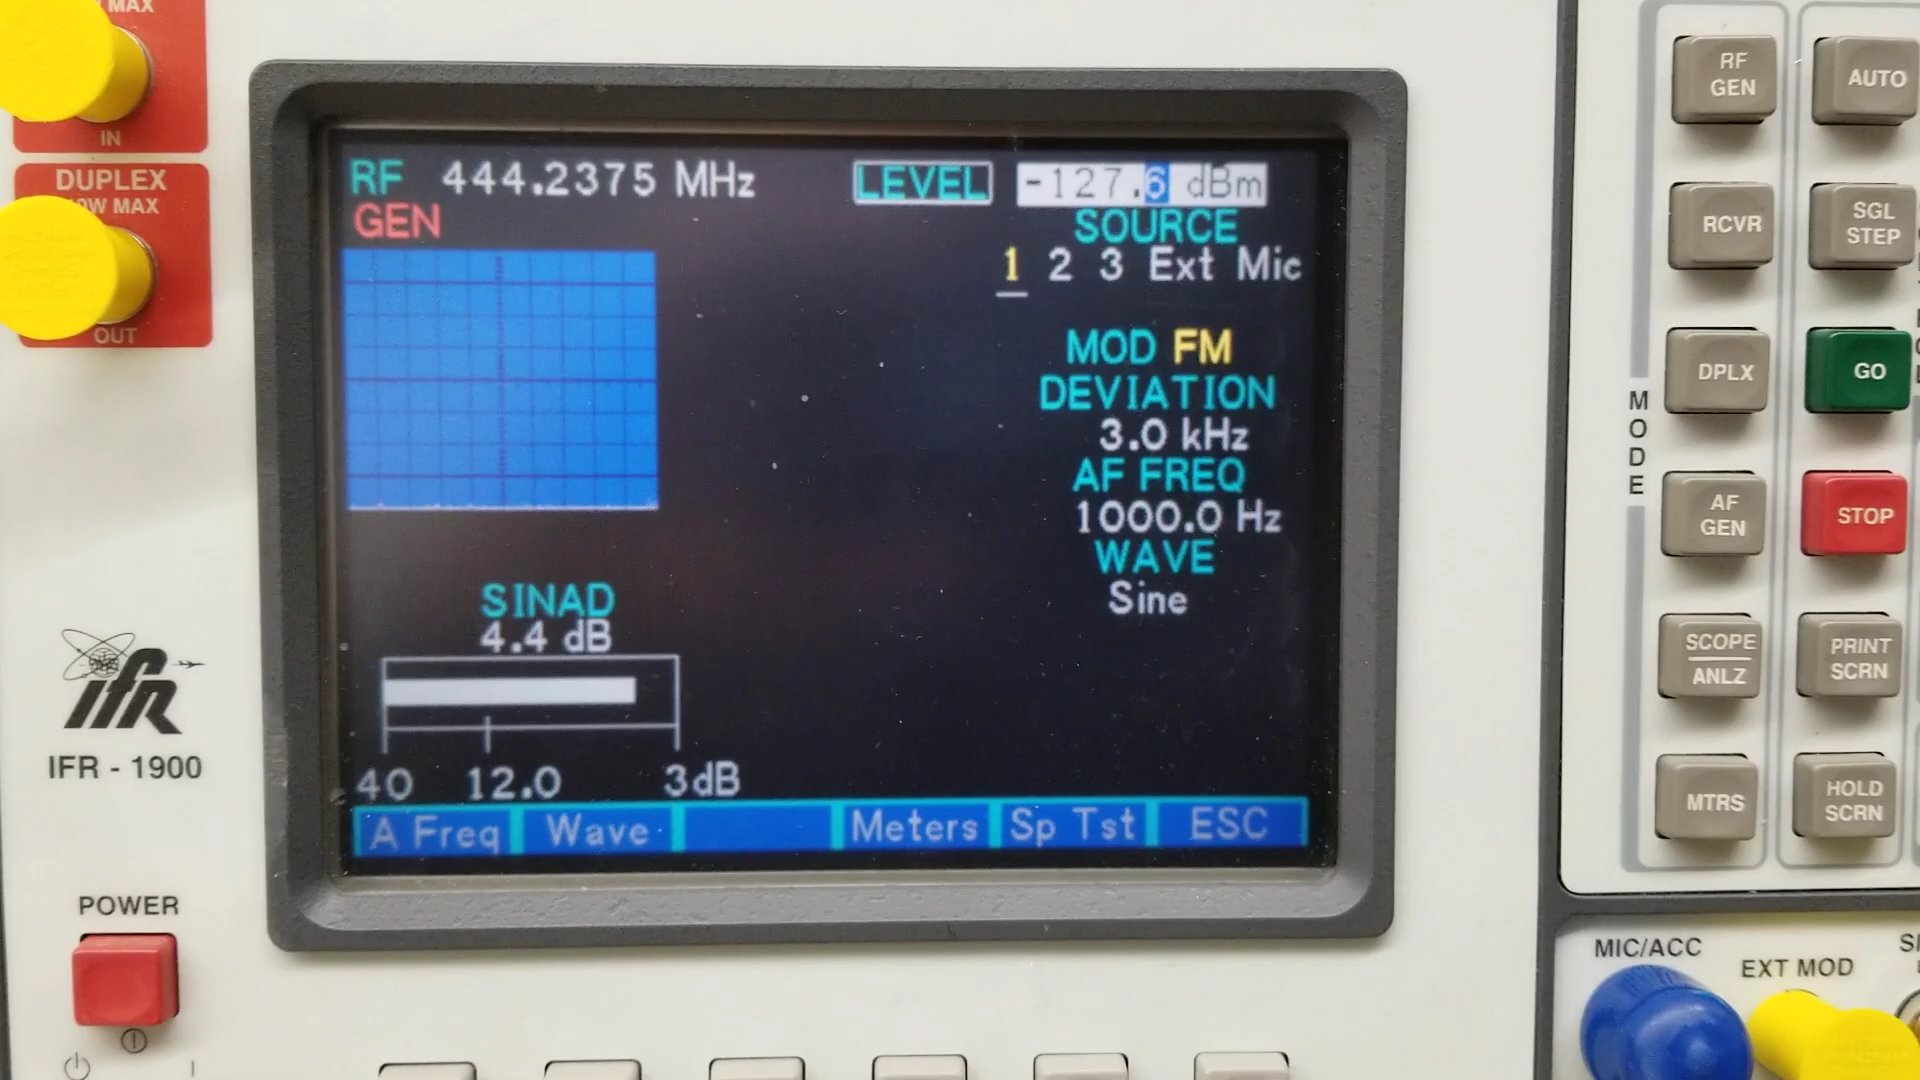 MAX
IN
DUPLEX
10W MAX
OUT
RF 444.2375 MHz LEVEL -127.6 dBm
GEN
SOURCE
1 2 3 Ext Mic
MOD FM
DEVIATION
3.0 kHz
AF FREQ
1000.0 Hz
WAVE
Sine
SINAD
4.4 dB
40 12.0 3dB
A Freq Wave Meters Sp Tst ESC
ifr
IFR - 1900
POWER
MODE
RF
GEN
AUTO
RCVR
SGL
STEP
DPLX
GO
AF
GEN
STOP
SCOPE
ANLZ
PRINT
SCRN
MTRS
HOLD
SCRN
MIC/ACC
EXT MOD